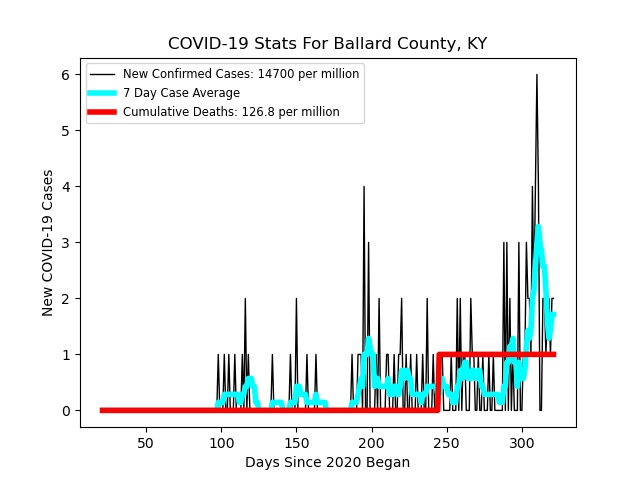 COVID-19 Stats For Ballard County, KY
New Confirmed Cases: 14700 per million
7 Day Case Average
Cumulative Deaths: 126.8 per million
6
5
4
3
2
1
0
New COVID-19 Cases
50 100 150 200 250 300
Days Since 2020 Began